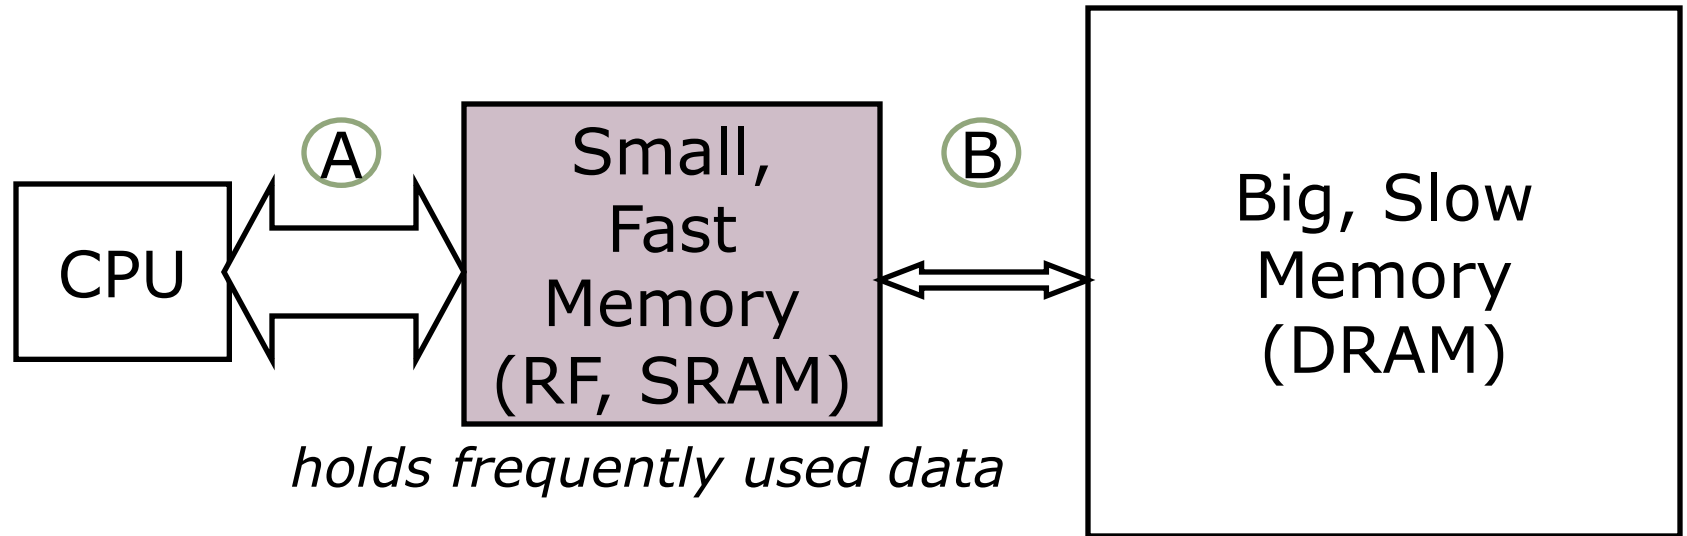 CPU
A
Small,
Fast
Memory
(RF, SRAM)
B
Big, Slow
Memory
(DRAM)
holds frequently used data